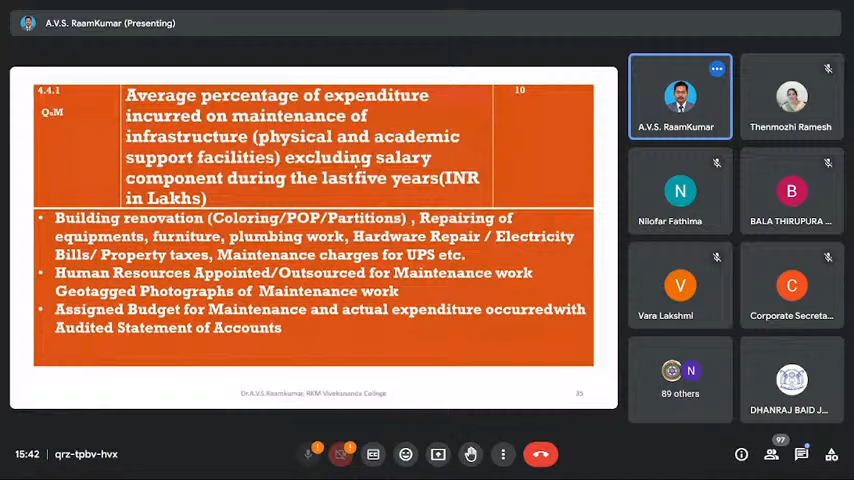 A.V.S. RaamKumar (Presenting)
4.4.1
QnM
Average percentage of expenditure
incurred on maintenance of
infrastructure (physical and academic
support facilities) excluding salary
component during the lastfive years(INR
in Lakhs)
10
• Building renovation (Coloring/POP/Partitions) , Repairing of
equipments, furniture, plumbing work, Hardware Repair / Electricity
Bills/ Property taxes, Maintenance charges for UPS etc.
• Human Resources Appointed/Outsourced for Maintenance work
Geotagged Photographs of Maintenance work
• Assigned Budget for Maintenance and actual expenditure occurredwith
Audited Statement of Accounts
Dr.A.V.S.Raamkumar, RKM Vivekananda College
35
A.V.S. RaamKumar
Thenmozhi Ramesh
N
Nilofar Fathima
B
BALA THIRUPURA ...
V
Vara Lakshmi
C
Corporate Secreta...
N
89 others
DHANRAJ BAID J...
15:42 | qrz-tpbv-hvx
97